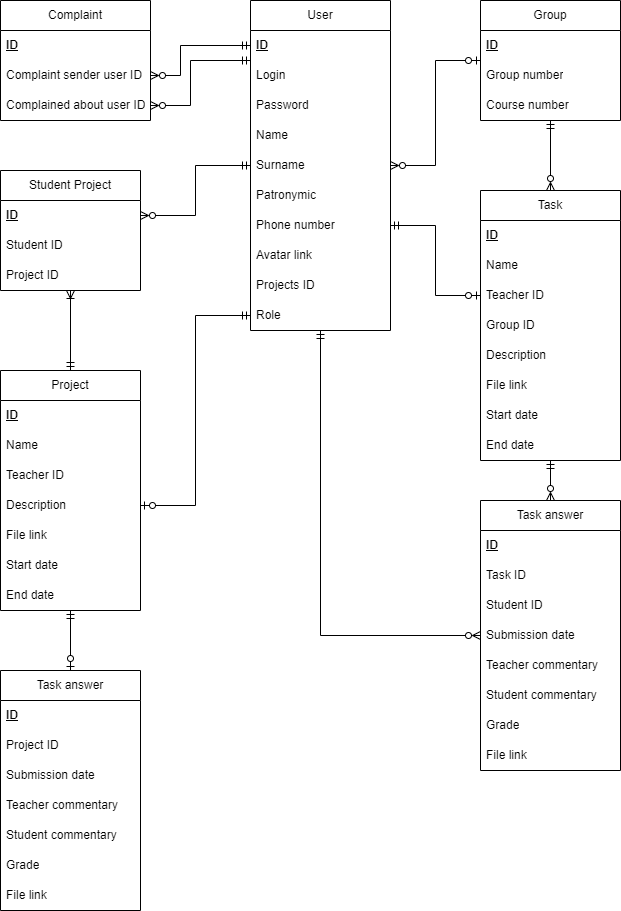 Complaint
ID
Complaint sender user ID
Complained about user ID
User
ID
Login
Password
Name
Surname
Patronymic
Phone number
Avatar link
Projects ID
Role
Group
ID
Group number
Course number
Student Project
ID
Student ID
Project ID
Task
ID
Name
Teacher ID
Group ID
Description
File link
Start date
End date
Project
ID
Name
Teacher ID
Description
File link
Start date
End date
Task answer
ID
Task ID
Student ID
Submission date
Teacher commentary
Student commentary
Grade
File link
Task answer
ID
Project ID
Submission date
Teacher commentary
Student commentary
Grade
File link